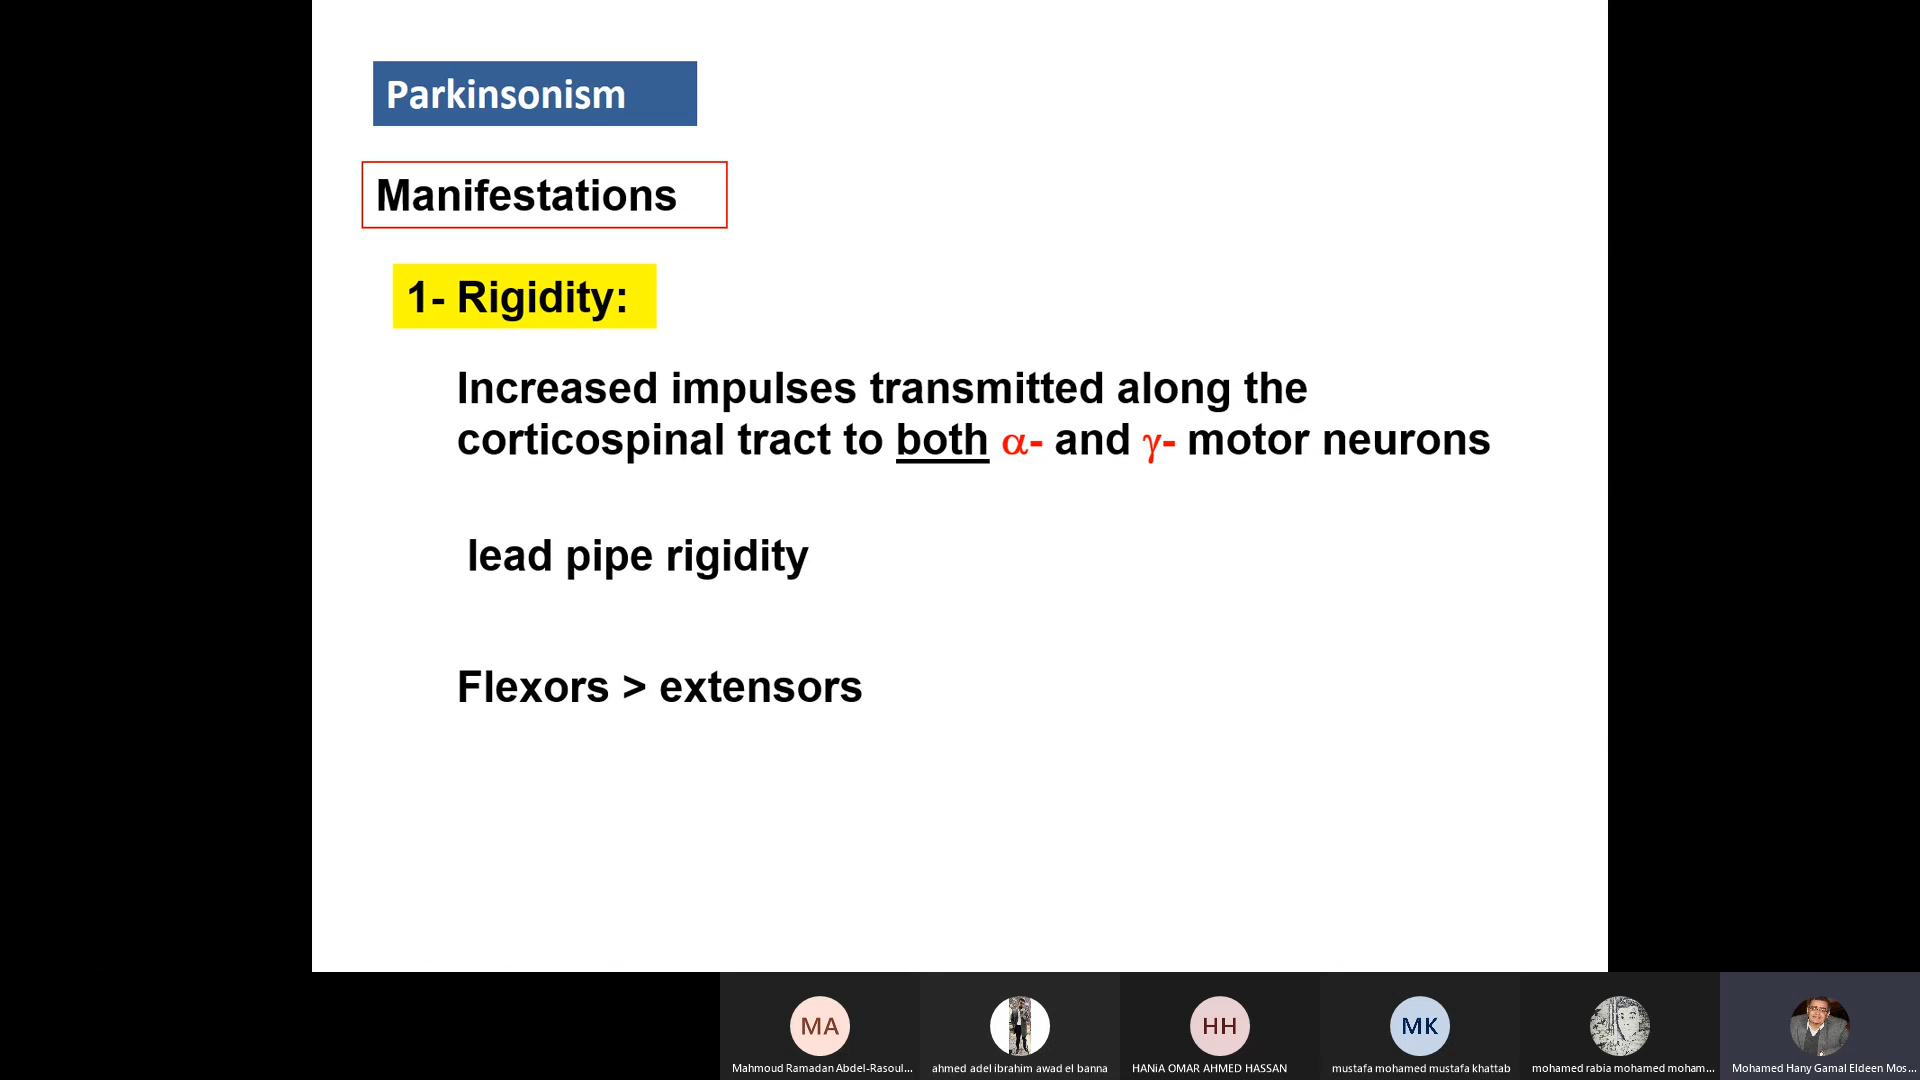 Parkinsonism
Manifestations
1- Rigidity:
Increased impulses transmitted along the
corticospinal tract to both α- and γ- motor neurons
lead pipe rigidity
Flexors > extensors
MA
HH
MK
Mahmoud Ramadan Abdel-Rasoul...
ahmed adel ibrahim awad el banna
HANiA OMAR AHMED HASSAN
mustafa mohamed mustafa khattab
mohamed rabia mohamed moham...
Mohamed Hany Gamal Eldeen Mos...